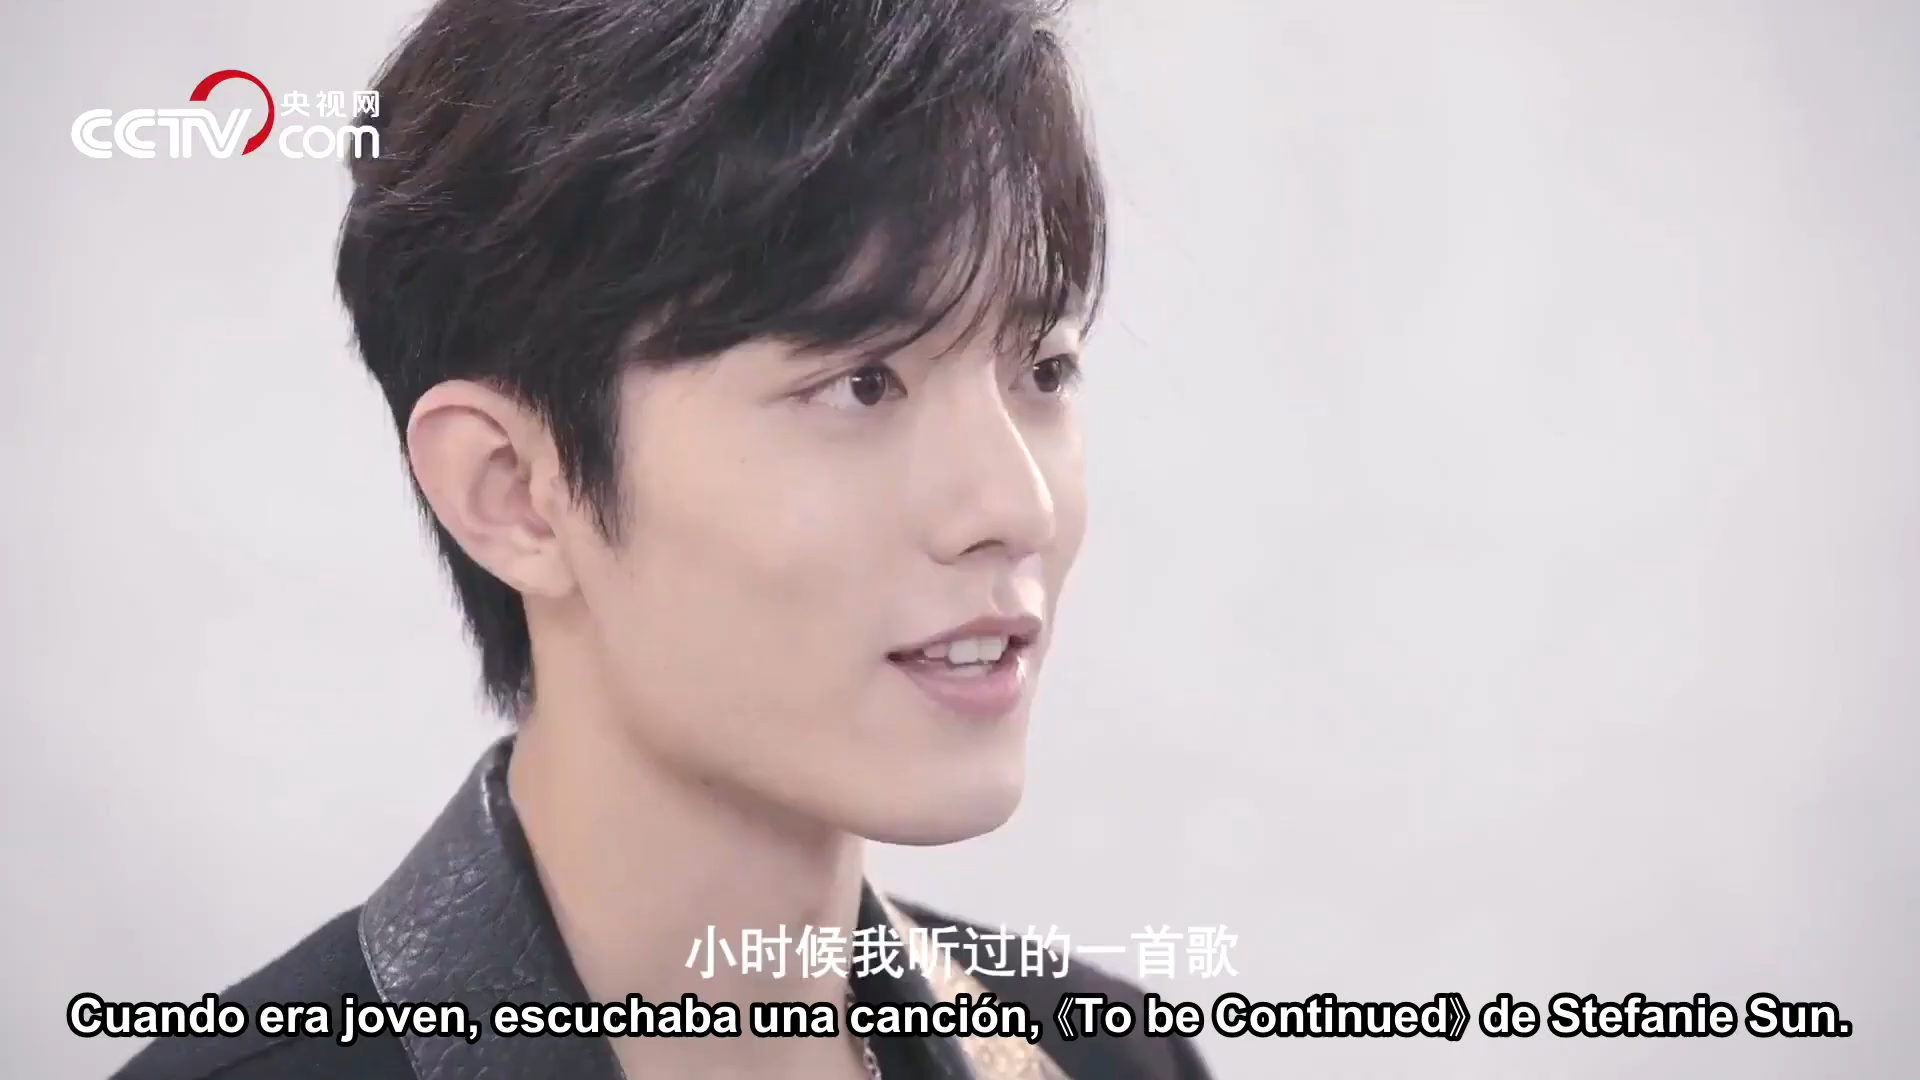 CCTV 央视网
com
小时候我听过的一首歌
Cuando era joven, escuchaba una canción,《To be Continued》de Stefanie Sun.